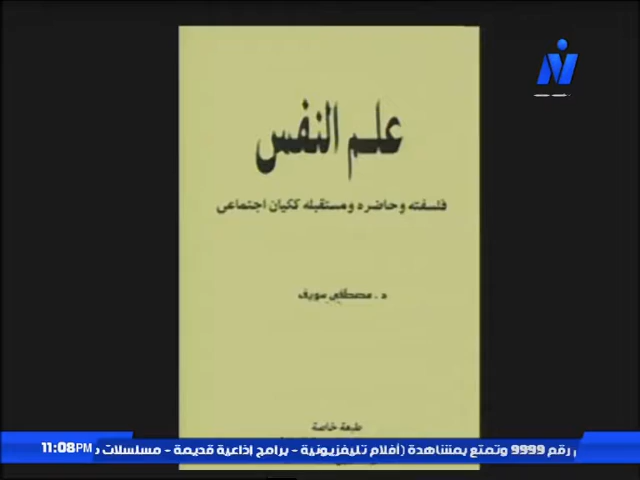 علم النفس
فلسفته وحاضره ومستقبله ككيان اجتماعى
د. مصطفى سويف
طبعة خاصة
11:08PM
م رقم 9999 وتمتع بمشاهدة (أفلام تليفزيونية - برامج إذاعية قديمة - مسلسلات